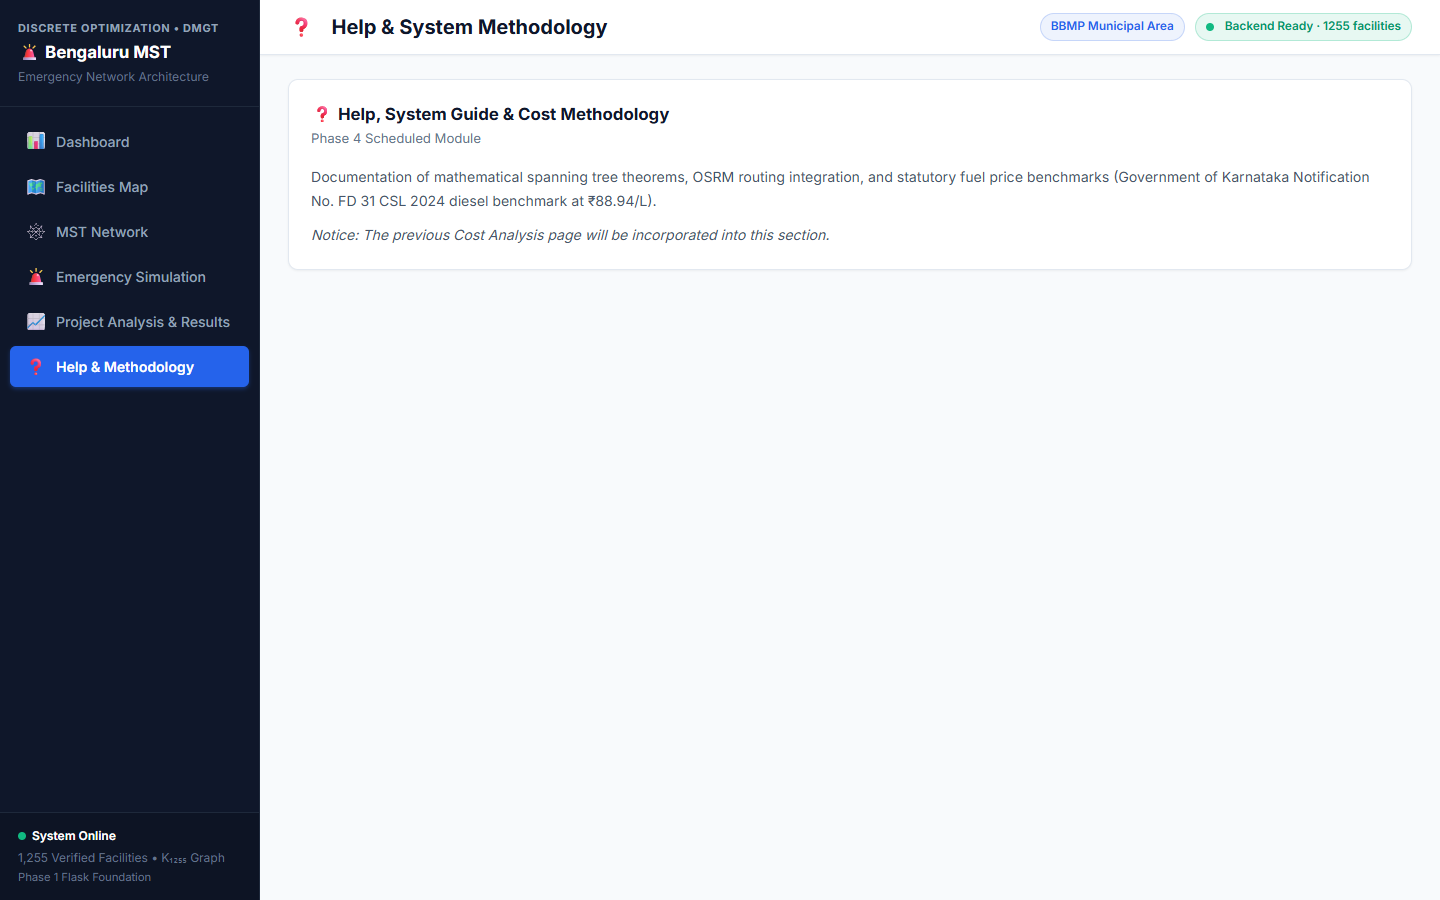 DISCRETE OPTIMIZATION • DMGT
Bengaluru MST
Emergency Network Architecture
Dashboard
Facilities Map
MST Network
Emergency Simulation
Project Analysis & Results
Help & Methodology
System Online
1,255 Verified Facilities • K₁₂₅₅ Graph
Phase 1 Flask Foundation
Help & System Methodology
BBMP Municipal Area
Backend Ready · 1255 facilities
Help, System Guide & Cost Methodology
Phase 4 Scheduled Module
Documentation of mathematical spanning tree theorems, OSRM routing integration, and statutory fuel price benchmarks (Government of Karnataka Notification
No. FD 31 CSL 2024 diesel benchmark at ₹88.94/L).
Notice: The previous Cost Analysis page will be incorporated into this section.